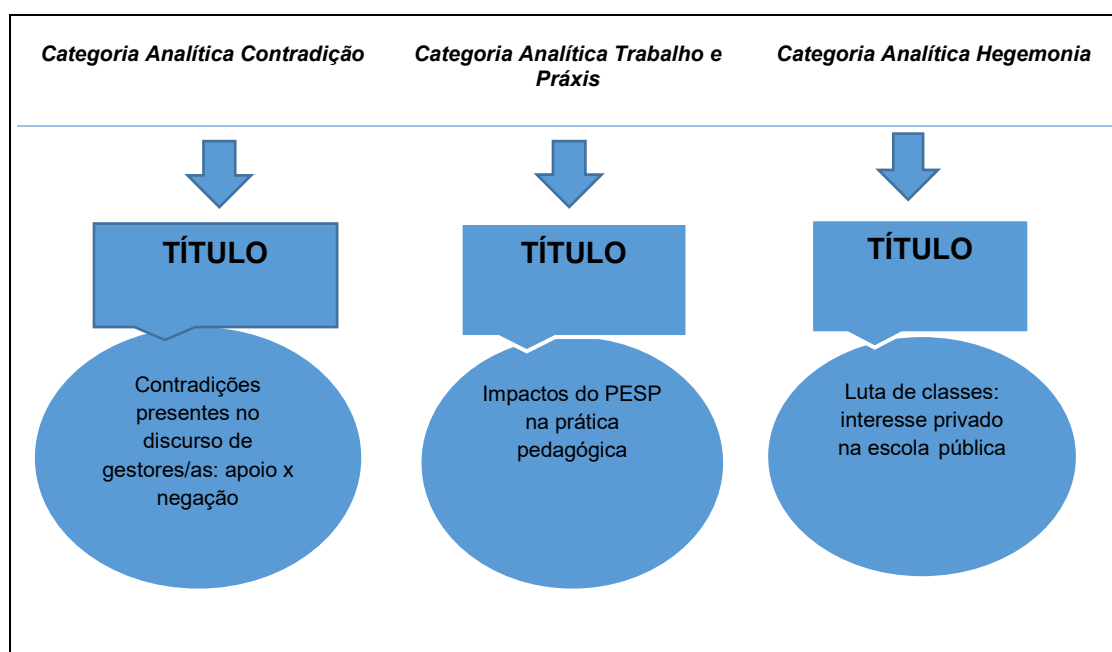 Categoria Analítica Contradição
Categoria Analítica Trabalho e
Práxis
Categoria Analítica Hegemonia
TÍTULO
Contradições
presentes no
discurso de
gestores/as: apoio x
negação
TÍTULO
Impactos do PESP
na prática
pedagógica
TÍTULO
Luta de classes:
interesse privado
na escola pública